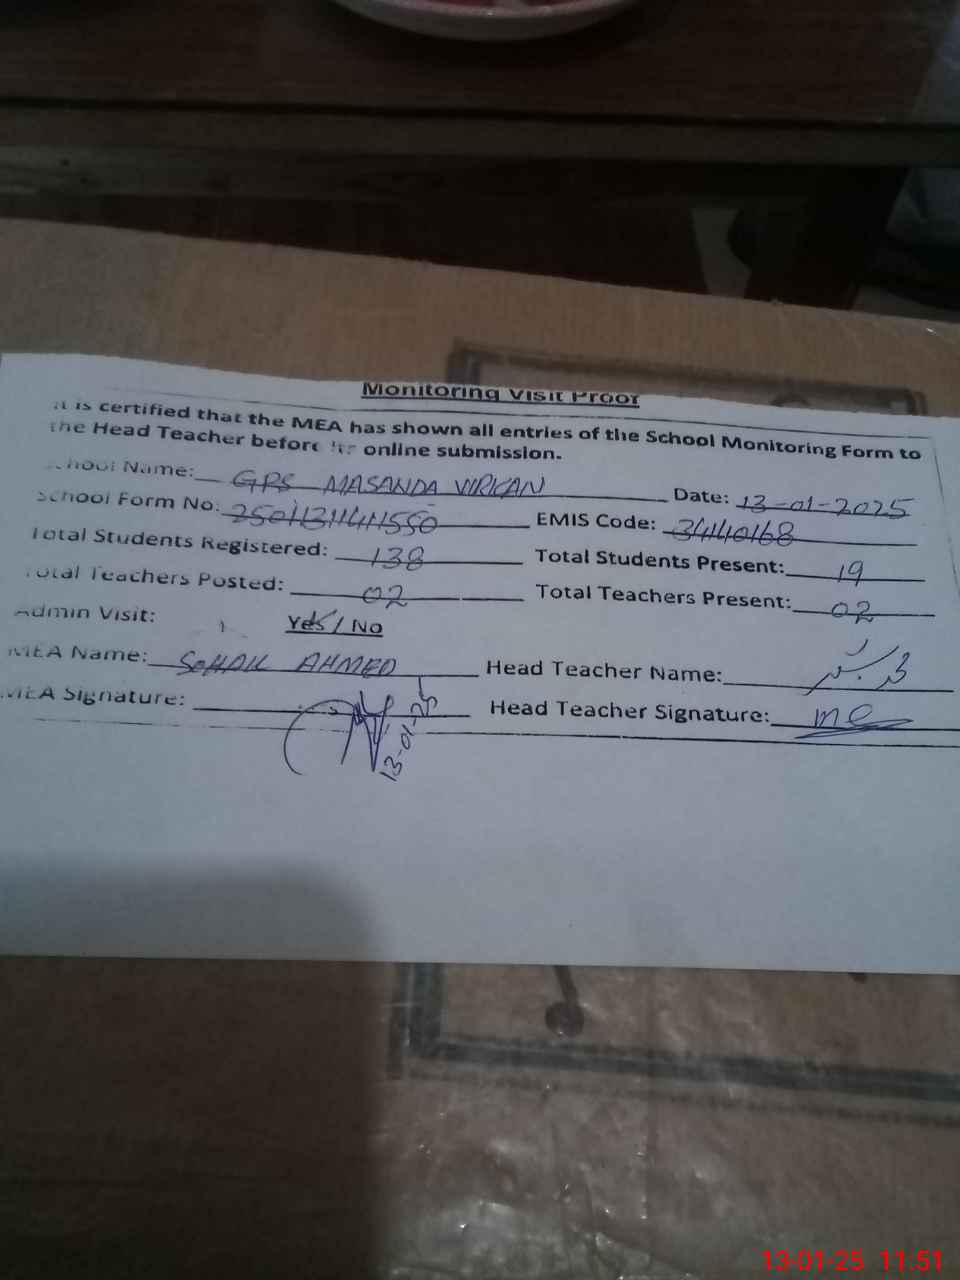 Monitoring Visit Proof
It is certified that the MEA has shown all entries of the School Monitoring Form to
the Head Teacher before its online submission.
School Name: GPS MASANDA VIRKAN Date: 13-01-2025
School Form No: EMIS Code: 34440168
Total Students Registered: 138 Total Students Present: 19
Total Teachers Posted: 02 Total Teachers Present: 02
Admin Visit: Yes / No
MEA Name: SOHAIL AHMED Head Teacher Name:
MEA Signature: Head Teacher Signature:
13-01-25
13-01-25 11:51